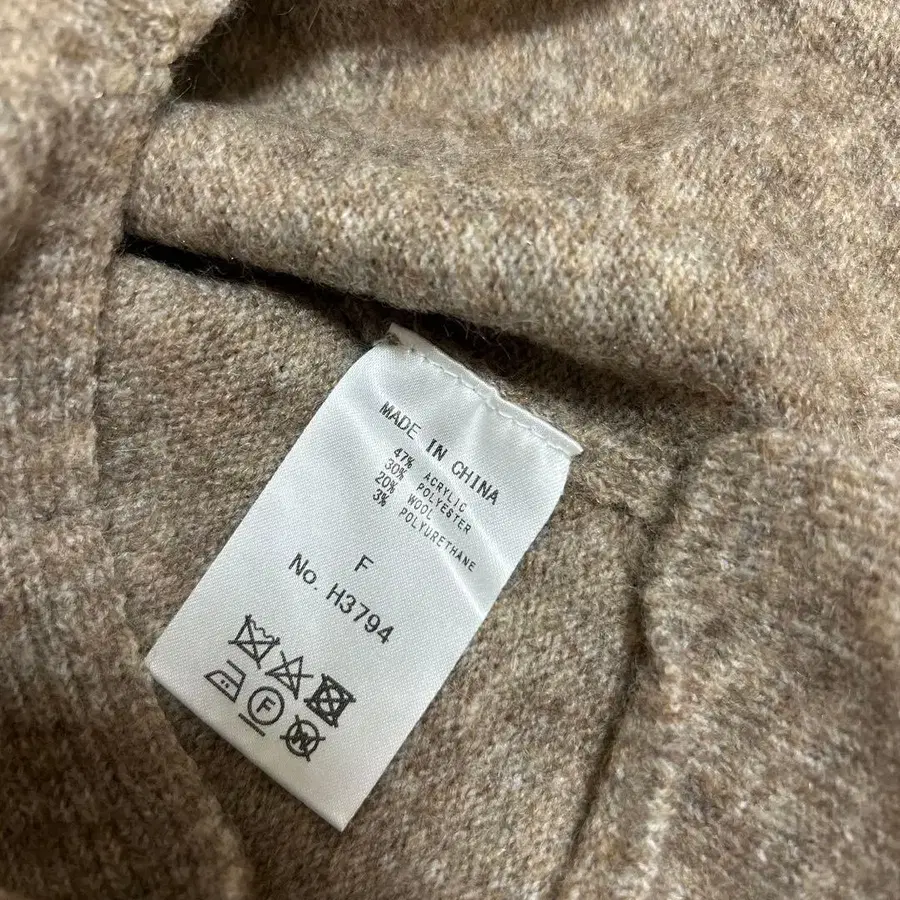 MADE IN CHINA
47% ACRYLIC
30% POLYESTER
20% WOOL
3% POLYURETHANE
F
No. H3794
F
W